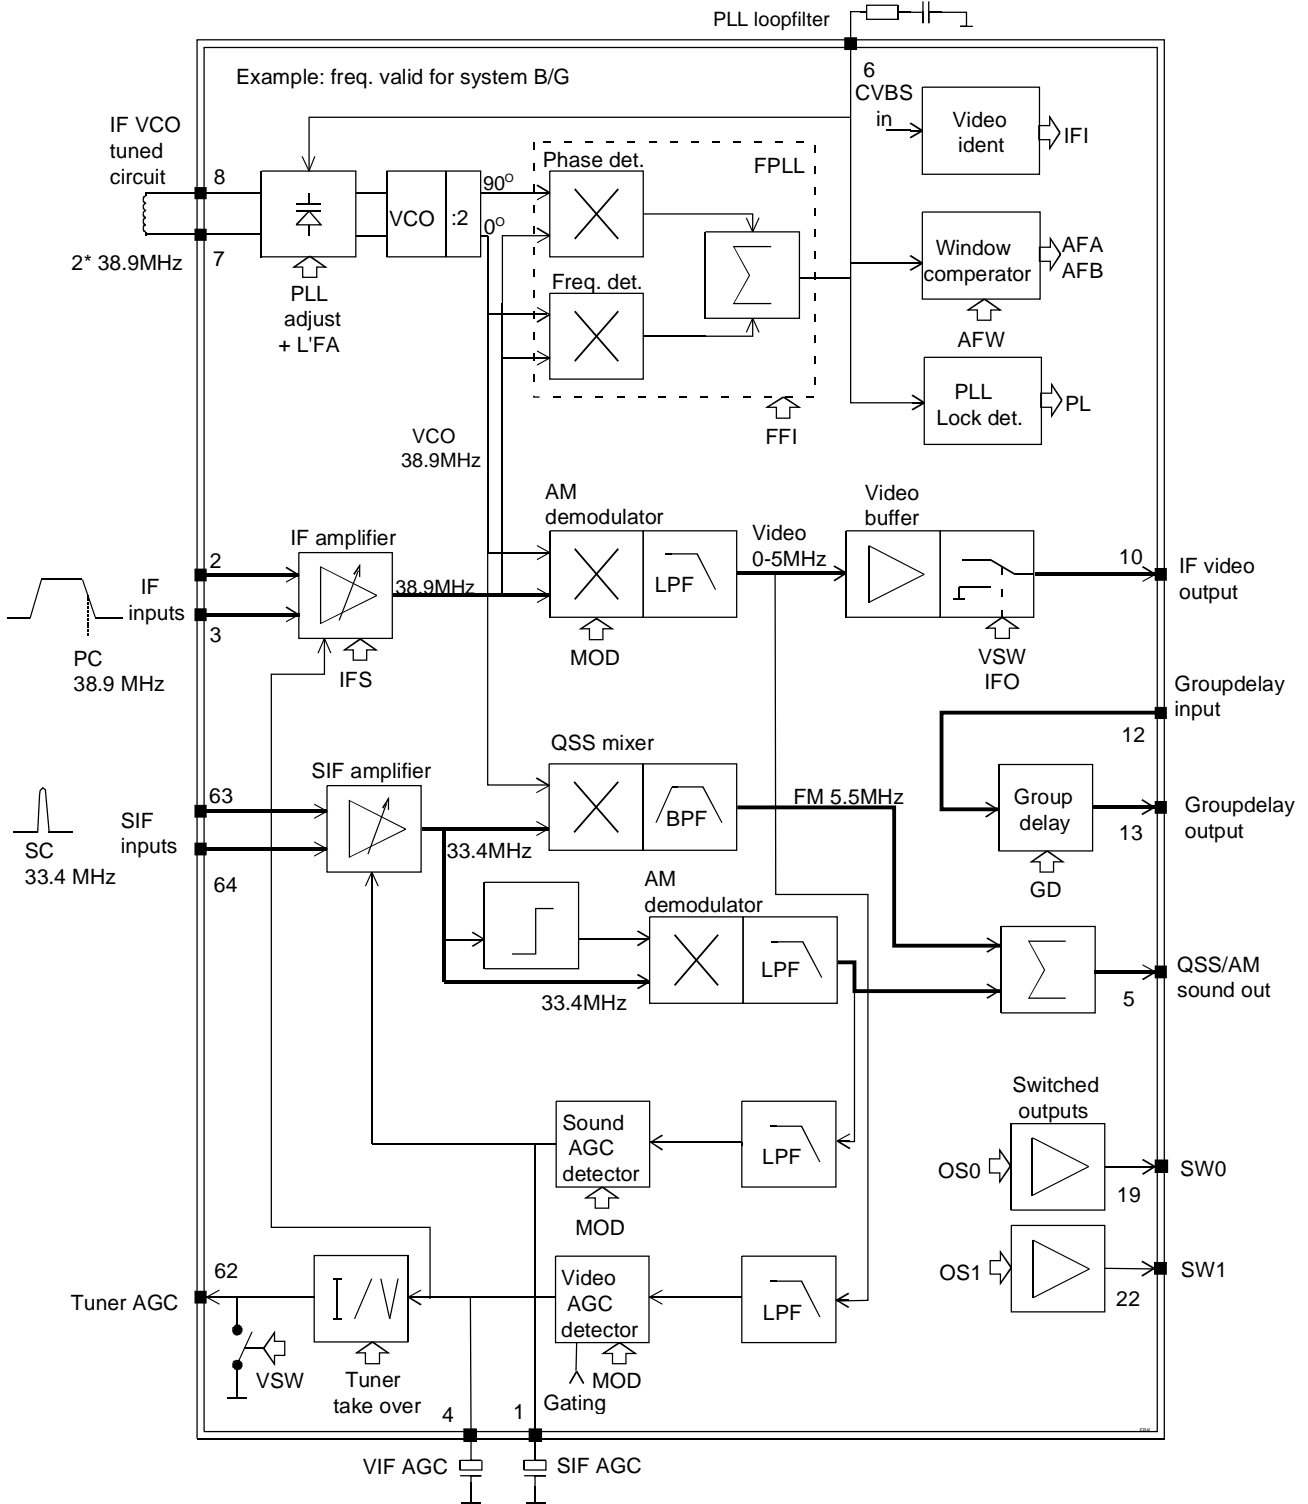 PLL loopfilter
Example: freq. valid for system B/G
6
CVBS
in
Video
ident
IFI
IF VCO
tuned
circuit
8
7
2* 38.9MHz
PLL
adjust
+ L'FA
VCO
:2
90O
0O
Phase det.
FPLL
Freq. det.
FFI
Window
comperator
AFA
AFB
AFW
PLL
Lock det.
PL
VCO
38.9MHz
IF amplifier
2
3
IF
inputs
PC
38.9 MHz
38.9MHz
IFS
AM
demodulator
LPF
MOD
Video
0-5MHz
Video
buffer
VSW
IFO
10
IF video
output
Groupdelay
input
12
Group
delay
GD
13
Groupdelay
output
SIF amplifier
63
64
SIF
inputs
SC
33.4 MHz
QSS mixer
BPF
33.4MHz
FM 5.5MHz
AM
demodulator
LPF
33.4MHz
QSS/AM
sound out
5
Sound
AGC
detector
MOD
LPF
Switched
outputs
OS0
19
SW0
OS1
22
SW1
Tuner AGC
62
VSW
I / V
Tuner
take over
Video
AGC
detector
MOD
Gating
LPF
4
1
VIF AGC
SIF AGC